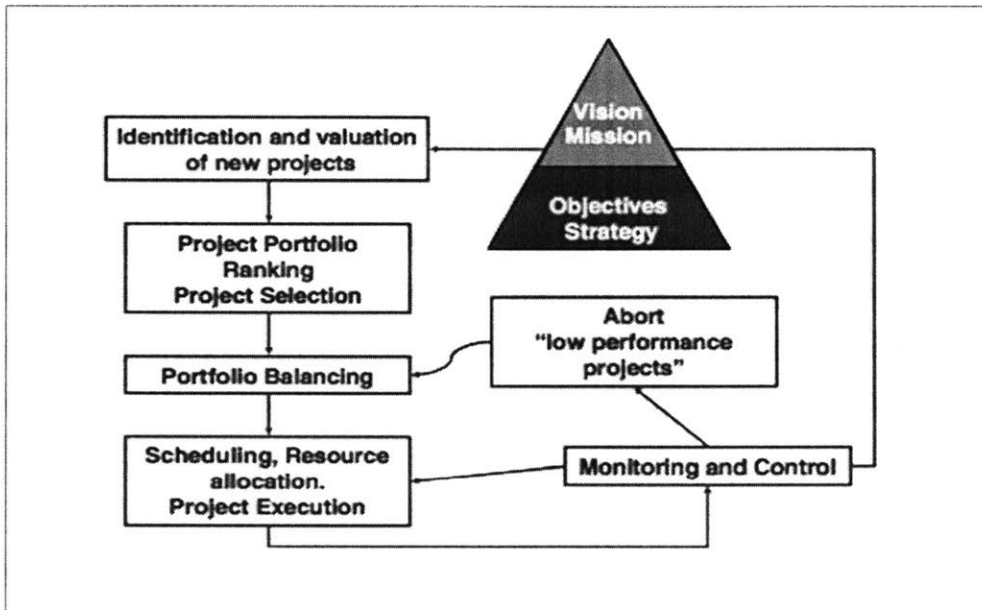 Vision
Mission
Objectives
Strategy
Identification and valuation
of new projects
Project Portfolio
Ranking
Project Selection
Abort
“low performance
projects”
Portfolio Balancing
Scheduling, Resource
allocation.
Project Execution
Monitoring and Control